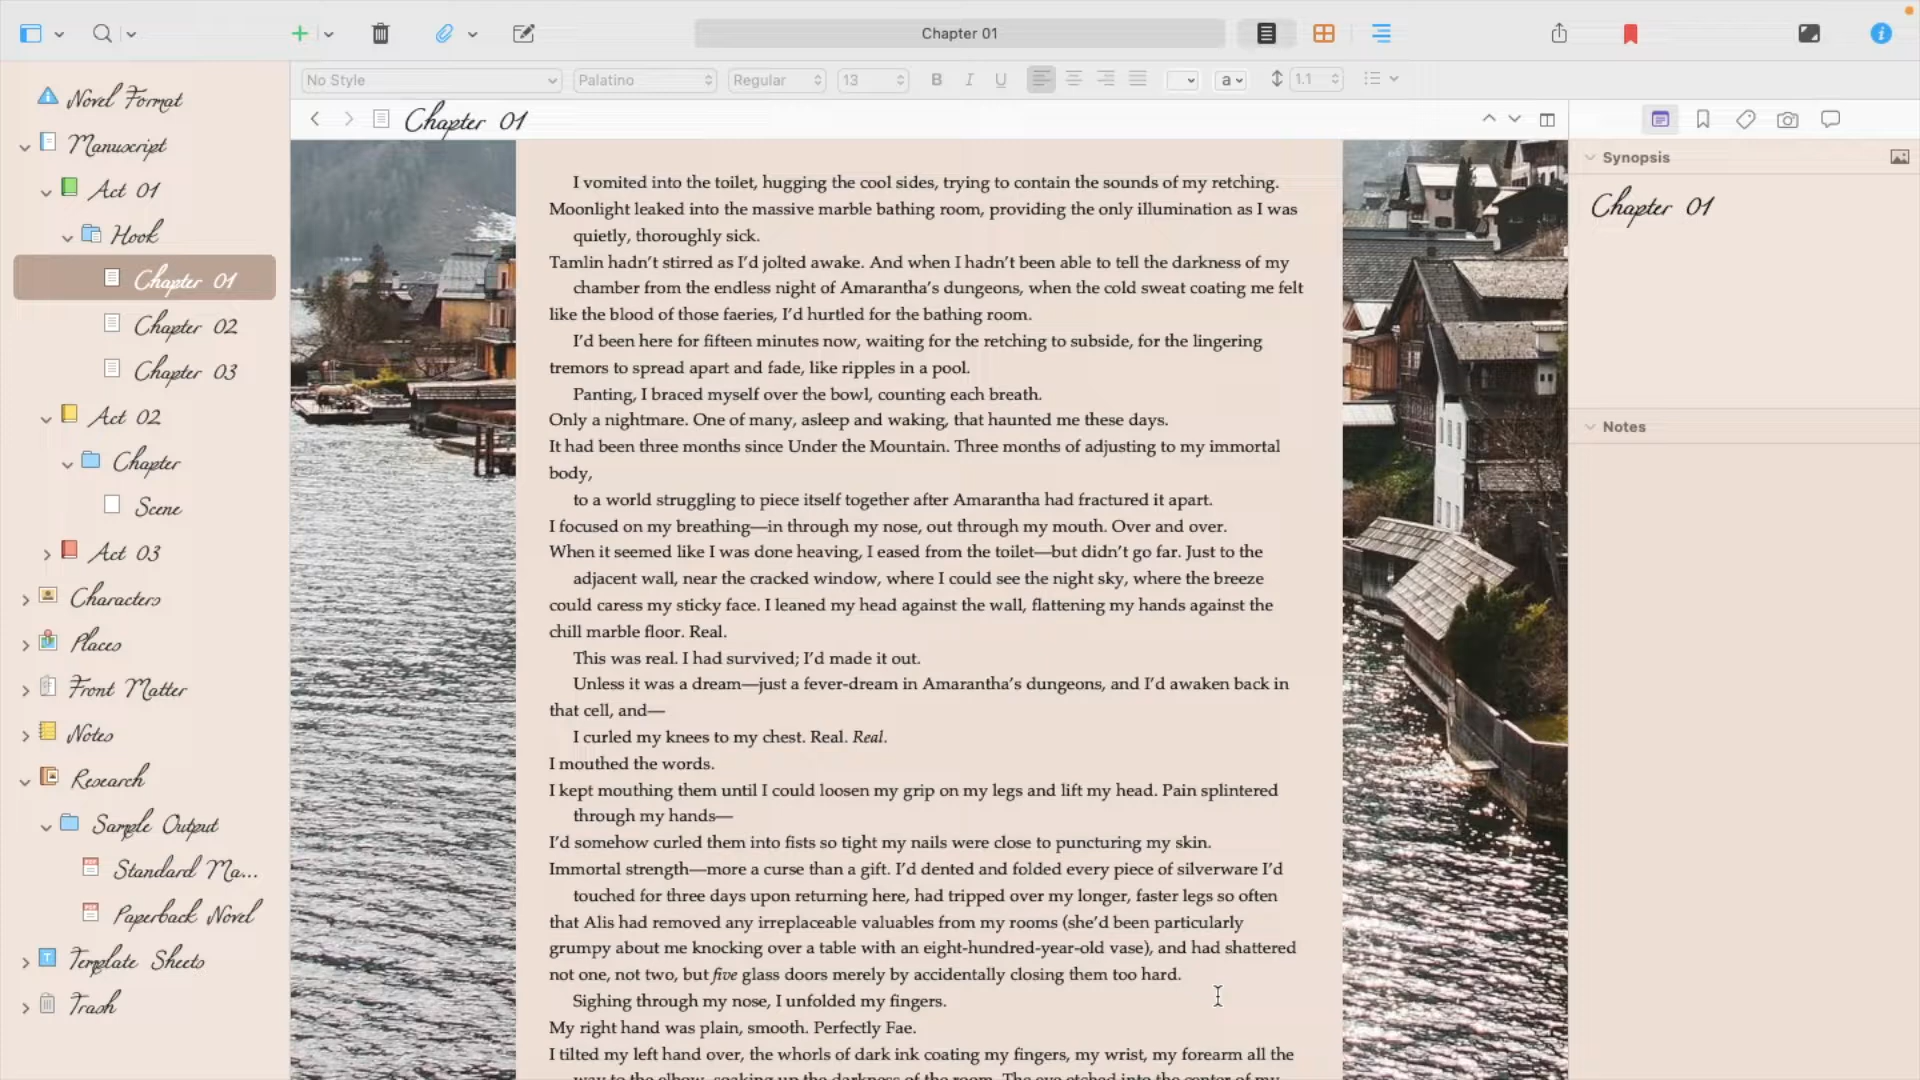 Chapter 01
No Style
Palatino
Regular
13
B
I
U
a
1.1
Novel Format
Manuscript
Act 01
Hook
Chapter 01
Chapter 02
Chapter 03
Act 02
Chapter
Scene
Act 03
Characters
Places
Front Matter
Notes
Research
Sample Output
Standard Ma...
Paperback Novel
Template Sheets
Trash
Chapter 01
I vomited into the toilet, hugging the cool sides, trying to contain the sounds of my retching.
Moonlight leaked into the massive marble bathing room, providing the only illumination as I was
quietly, thoroughly sick.
Tamlin hadn’t stirred as I’d jolted awake. And when I hadn’t been able to tell the darkness of my
chamber from the endless night of Amarantha’s dungeons, when the cold sweat coating me felt
like the blood of those faeries, I’d hurtled for the bathing room.
I’d been here for fifteen minutes now, waiting for the retching to subside, for the lingering
tremors to spread apart and fade, like ripples in a pool.
Panting, I braced myself over the bowl, counting each breath.
Only a nightmare. One of many, asleep and waking, that haunted me these days.
It had been three months since Under the Mountain. Three months of adjusting to my immortal
body,
to a world struggling to piece itself together after Amarantha had fractured it apart.
I focused on my breathing—in through my nose, out through my mouth. Over and over.
When it seemed like I was done heaving, I eased from the toilet—but didn’t go far. Just to the
adjacent wall, near the cracked window, where I could see the night sky, where the breeze
could caress my sticky face. I leaned my head against the wall, flattening my hands against the
chill marble floor. Real.
This was real. I had survived; I’d made it out.
Unless it was a dream—just a fever-dream in Amarantha’s dungeons, and I’d awaken back in
that cell, and—
I curled my knees to my chest. Real. Real.
I mouthed the words.
I kept mouthing them until I could loosen my grip on my legs and lift my head. Pain splintered
through my hands—
I’d somehow curled them into fists so tight my nails were close to puncturing my skin.
Immortal strength—more a curse than a gift. I’d dented and folded every piece of silverware I’d
touched for three days upon returning here, had tripped over my longer, faster legs so often
that Alis had removed any irreplaceable valuables from my rooms (she’d been particularly
grumpy about me knocking over a table with an eight-hundred-year-old vase), and had shattered
not one, not two, but five glass doors merely by accidentally closing them too hard.
Sighing through my nose, I unfolded my fingers.
My right hand was plain, smooth. Perfectly Fae.
I tilted my left hand over, the whorls of dark ink coating my fingers, my wrist, my forearm all the
way to the elbow, soaking up the darkness of the room. The eye etched into the center of my
Synopsis
Chapter 01
Notes